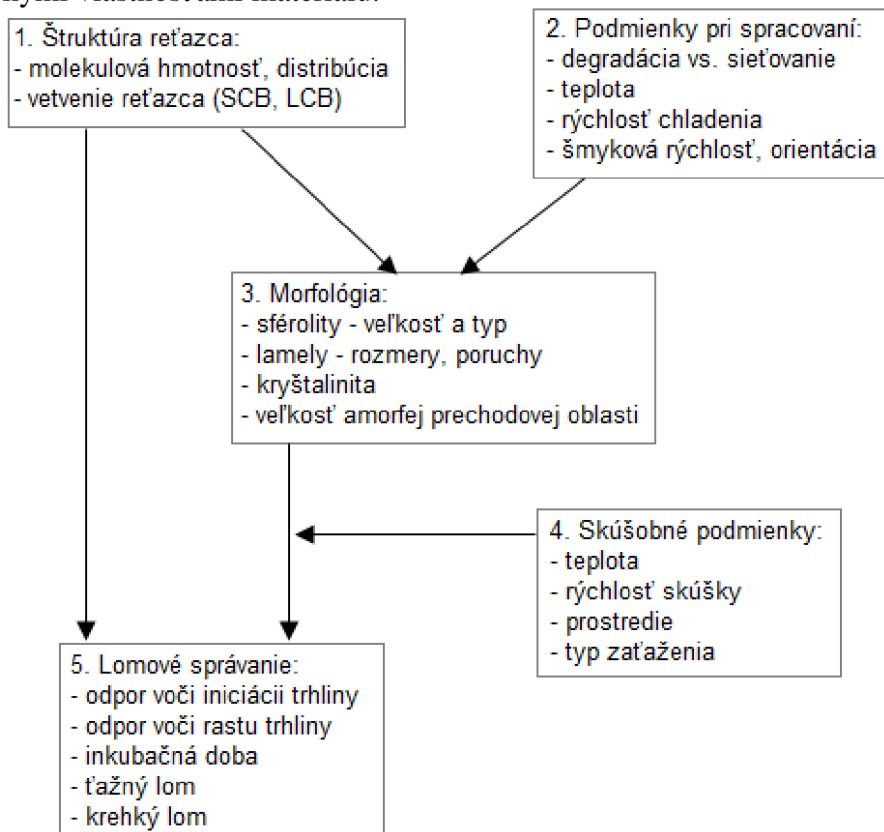 nými vlastnosťami materiálu.
1. Štruktúra reťazca:
- molekulová hmotnosť, distribúcia
- vetvenie reťazca (SCB, LCB)
2. Podmienky pri spracovaní:
- degradácia vs. sieťovanie
- teplota
- rýchlosť chladenia
- šmyková rýchlosť, orientácia
3. Morfológia:
- sférolity - veľkosť a typ
- lamely - rozmery, poruchy
- kryštalinita
- veľkosť amorfej prechodovej oblasti
4. Skúšobné podmienky:
- teplota
- rýchlosť skúšky
- prostredie
- typ zaťaženia
5. Lomové správanie:
- odpor voči iniciácii trhliny
- odpor voči rastu trhliny
- inkubačná doba
- ťažný lom
- krehký lom